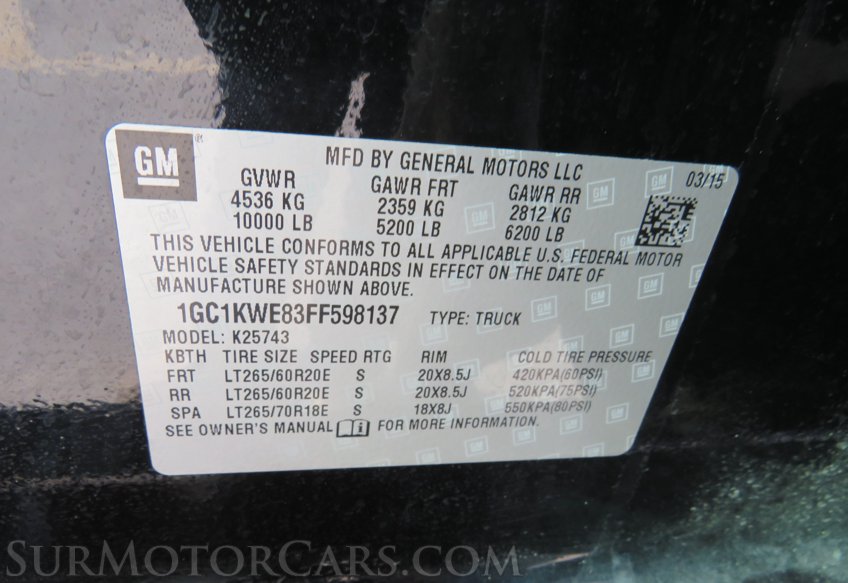 GM ®
MFD BY GENERAL MOTORS LLC
03/15
GVWR GAWR FRT GAWR RR
4536 KG 2359 KG 2812 KG
10000 LB 5200 LB 6200 LB
THIS VEHICLE CONFORMS TO ALL APPLICABLE U.S. FEDERAL MOTOR
VEHICLE SAFETY STANDARDS IN EFFECT ON THE DATE OF
MANUFACTURE SHOWN ABOVE.
1GC1KWE83FF598137 TYPE: TRUCK
MODEL: K25743
KBTH TIRE SIZE SPEED RTG RIM COLD TIRE PRESSURE
FRT LT265/60R20E S 20X8.5J 420KPA(60PSI)
RR LT265/60R20E S 20X8.5J 520KPA(75PSI)
SPA LT265/70R18E S 18X8J 550KPA(80PSI)
SEE OWNER'S MANUAL FOR MORE INFORMATION.
SurMotorCars.com